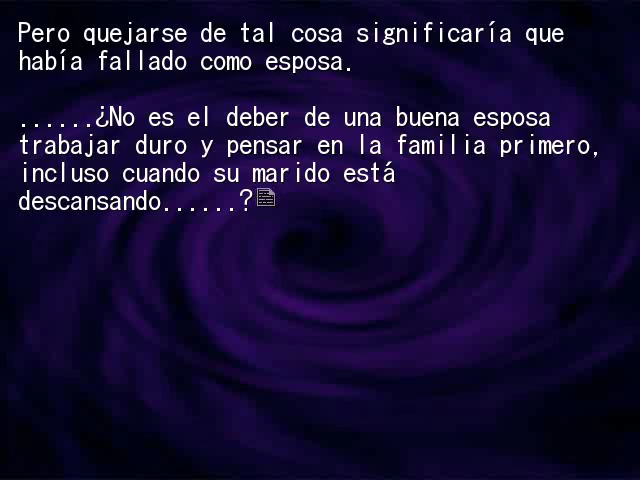 Pero quejarse de tal cosa significaría que
había fallado como esposa.
......¿No es el deber de una buena esposa
trabajar duro y pensar en la familia primero,
incluso cuando su marido está
descansando......?